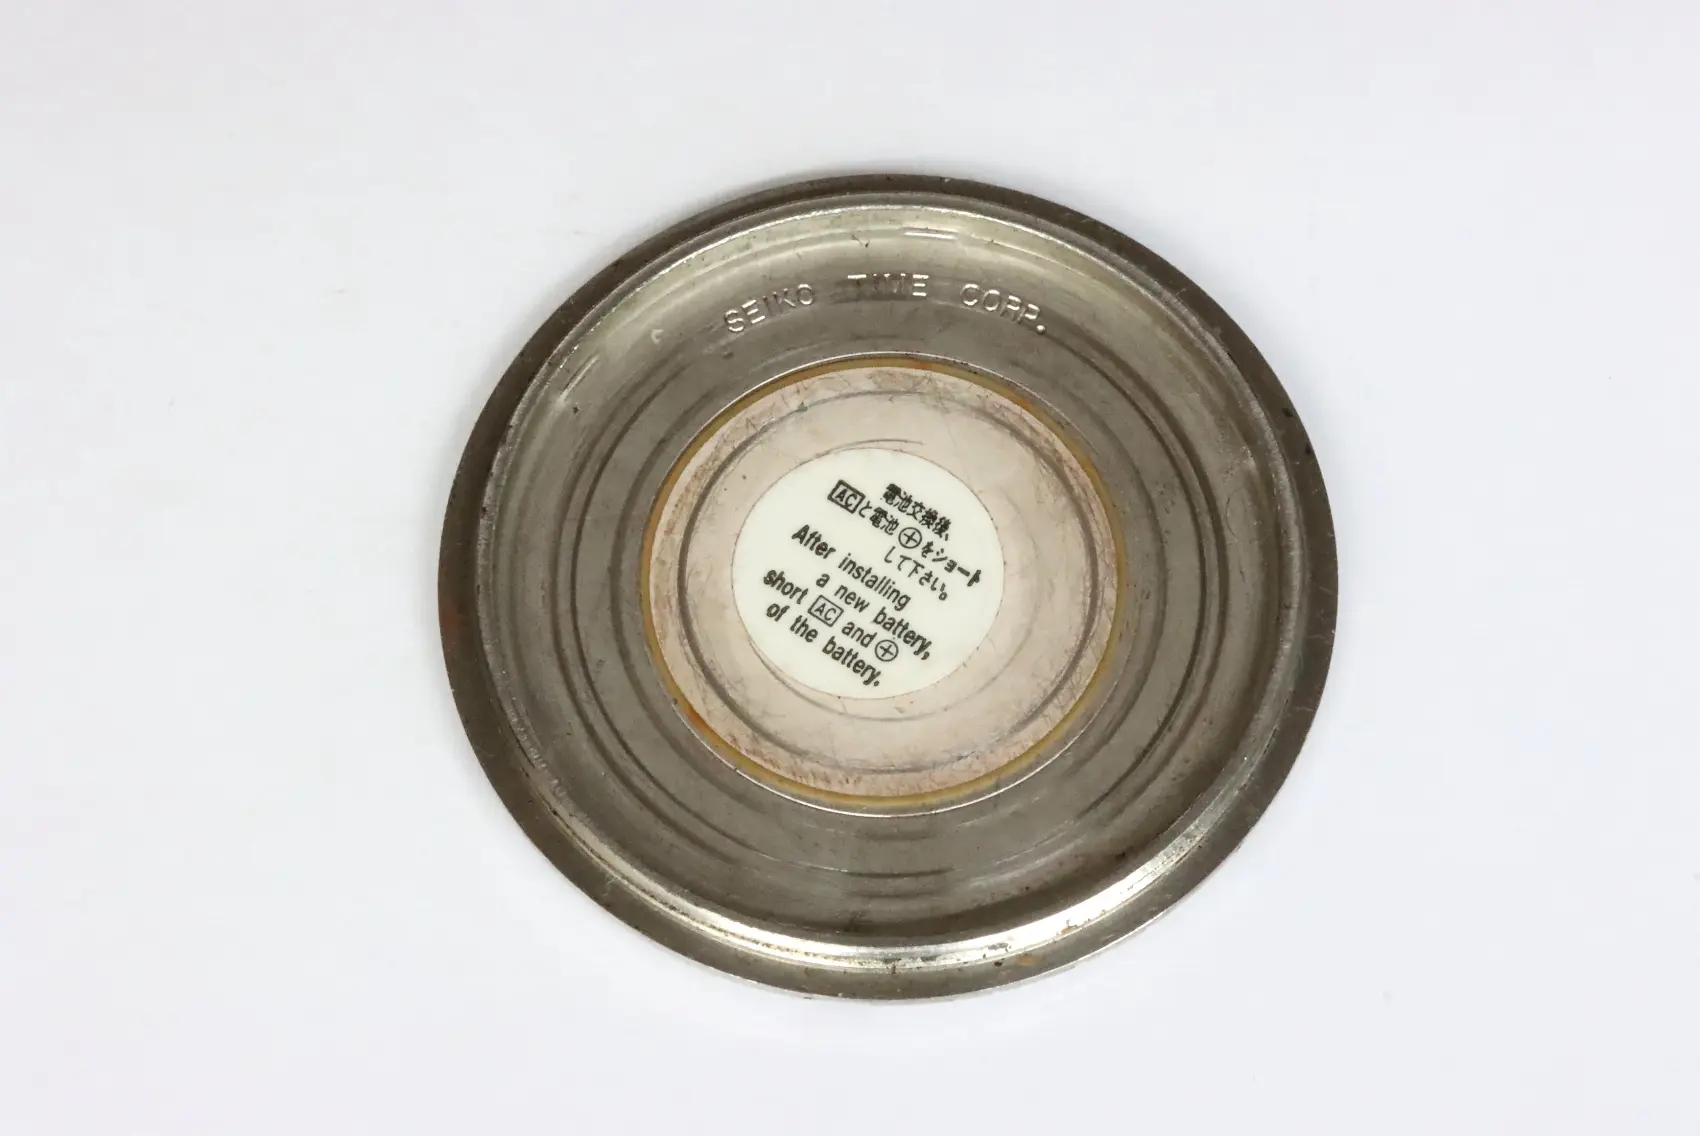 SEIKO TIME CORP.
電池交換後、
ACと電池⊕をショート
して下さい。
After installing
a new battery,
short AC and ⊕
of the battery.